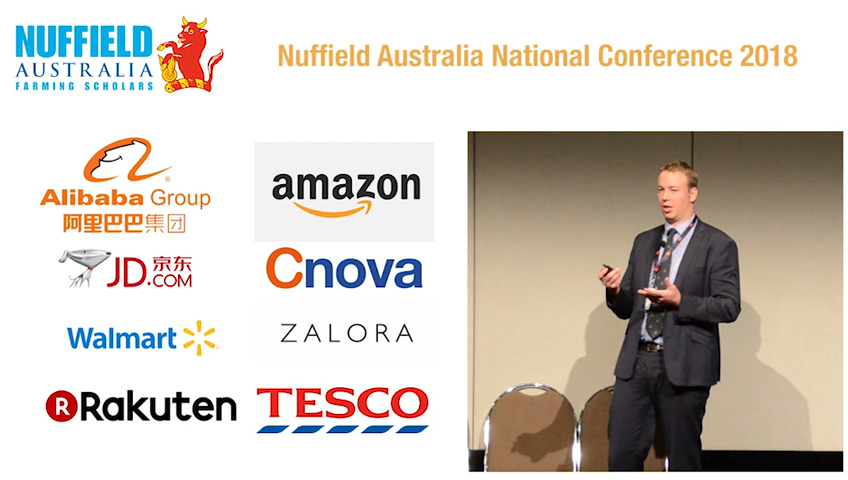 NUFFIELD
AUSTRALIA
FARMING SCHOLARS
Nuffield Australia National Conference 2018
Alibaba Group
阿里巴巴集团
amazon
JD.COM 京东
Cnova
Walmart
ZALORA
R Rakuten
TESCO